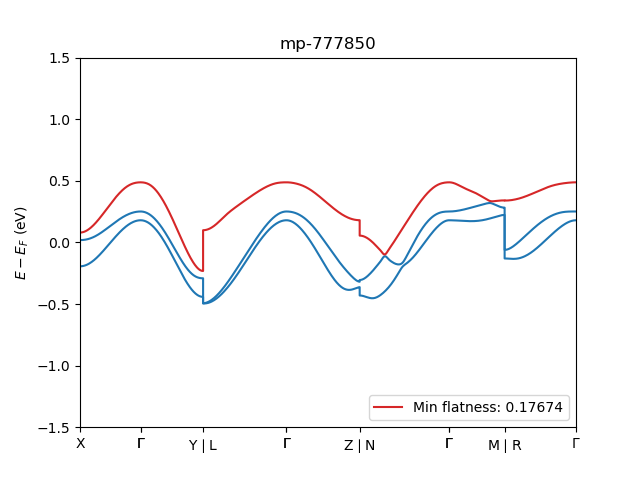 mp-777850
1.5
1.0
0.5
0.0
−0.5
−1.0
−1.5
E − E_F (eV)
X
Γ
Y | L
Γ
Z | N
Γ
M | R
Γ
Min flatness: 0.17674